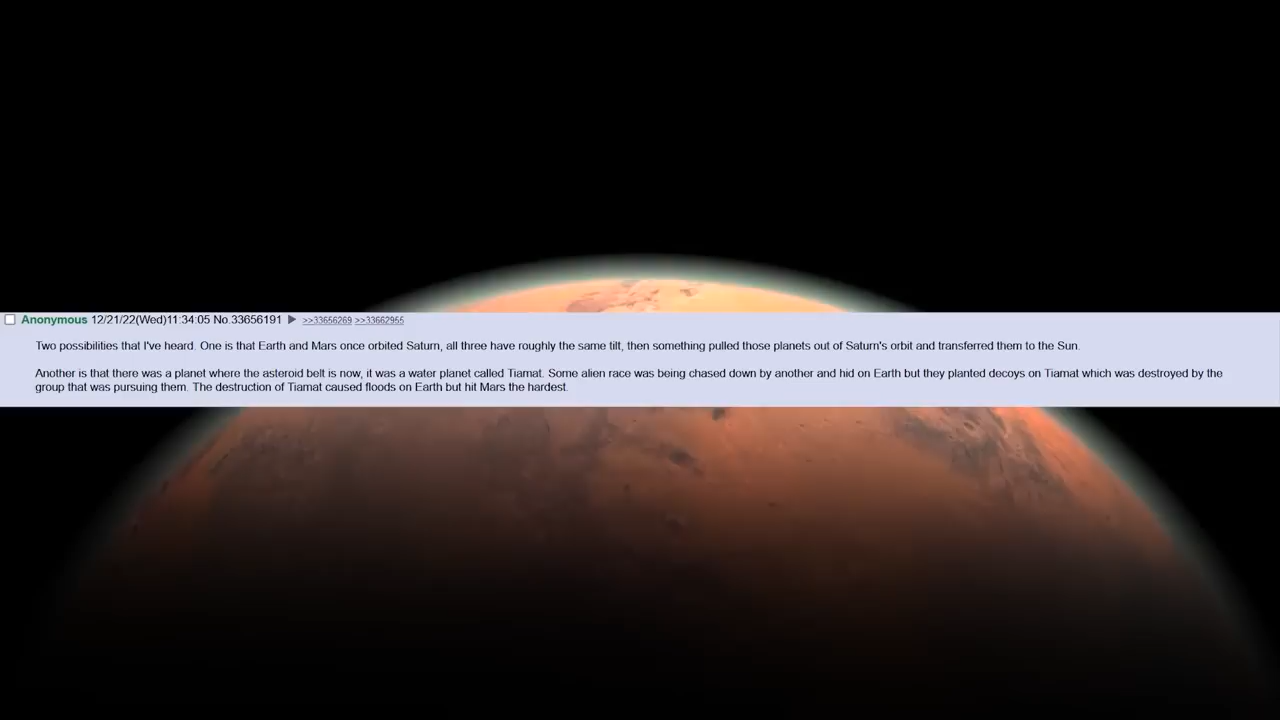 Anonymous 12/21/22(Wed)11:34:05 No.33656191 ▶ >>33656269 >>33662955
Two possibilities that I've heard. One is that Earth and Mars once orbited Saturn, all three have roughly the same tilt, then something pulled those planets out of Saturn's orbit and transferred them to the Sun.
Another is that there was a planet where the asteroid belt is now, it was a water planet called Tiamat. Some alien race was being chased down by another and hid on Earth but they planted decoys on Tiamat which was destroyed by the
group that was pursuing them. The destruction of Tiamat caused floods on Earth but hit Mars the hardest.